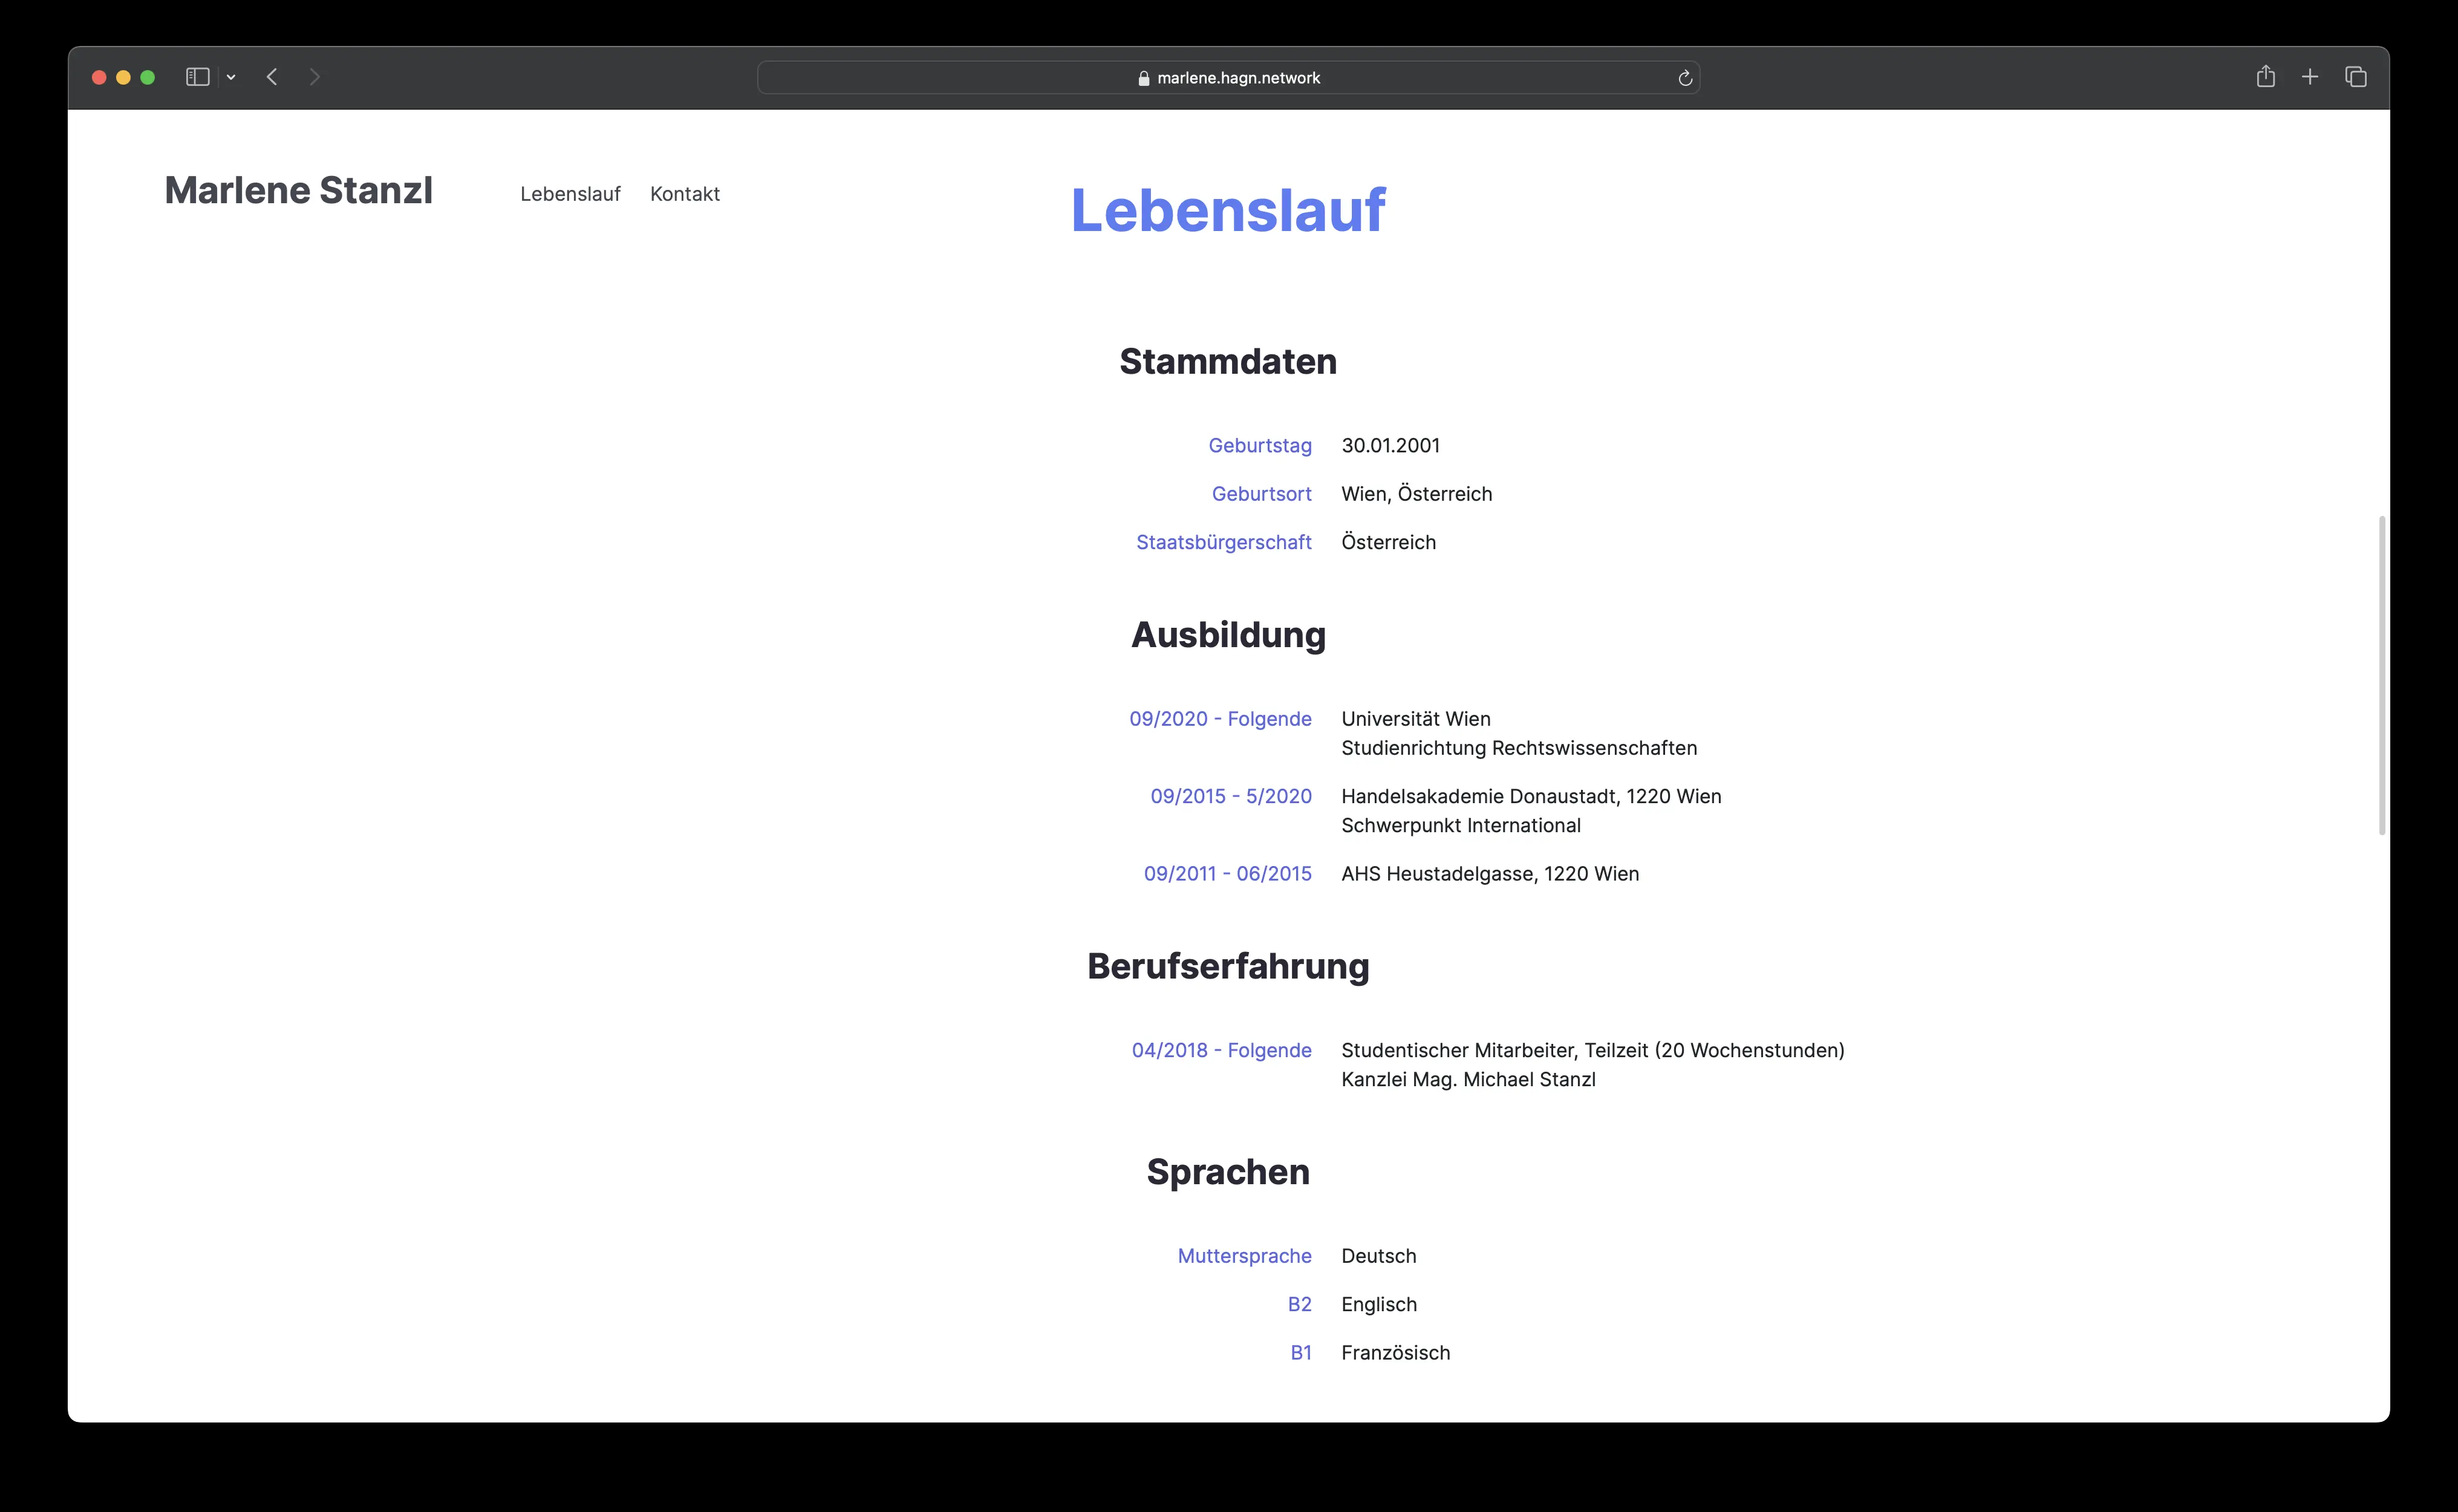 marlene.hagn.network
Marlene Stanzl
Lebenslauf
Kontakt
Lebenslauf
Stammdaten
Geburtstag 30.01.2001
Geburtsort Wien, Österreich
Staatsbürgerschaft Österreich
Ausbildung
09/2020 - Folgende Universität Wien
Studienrichtung Rechtswissenschaften
09/2015 - 5/2020 Handelsakademie Donaustadt, 1220 Wien
Schwerpunkt International
09/2011 - 06/2015 AHS Heustadelgasse, 1220 Wien
Berufserfahrung
04/2018 - Folgende Studentischer Mitarbeiter, Teilzeit (20 Wochenstunden)
Kanzlei Mag. Michael Stanzl
Sprachen
Muttersprache Deutsch
B2 Englisch
B1 Französisch